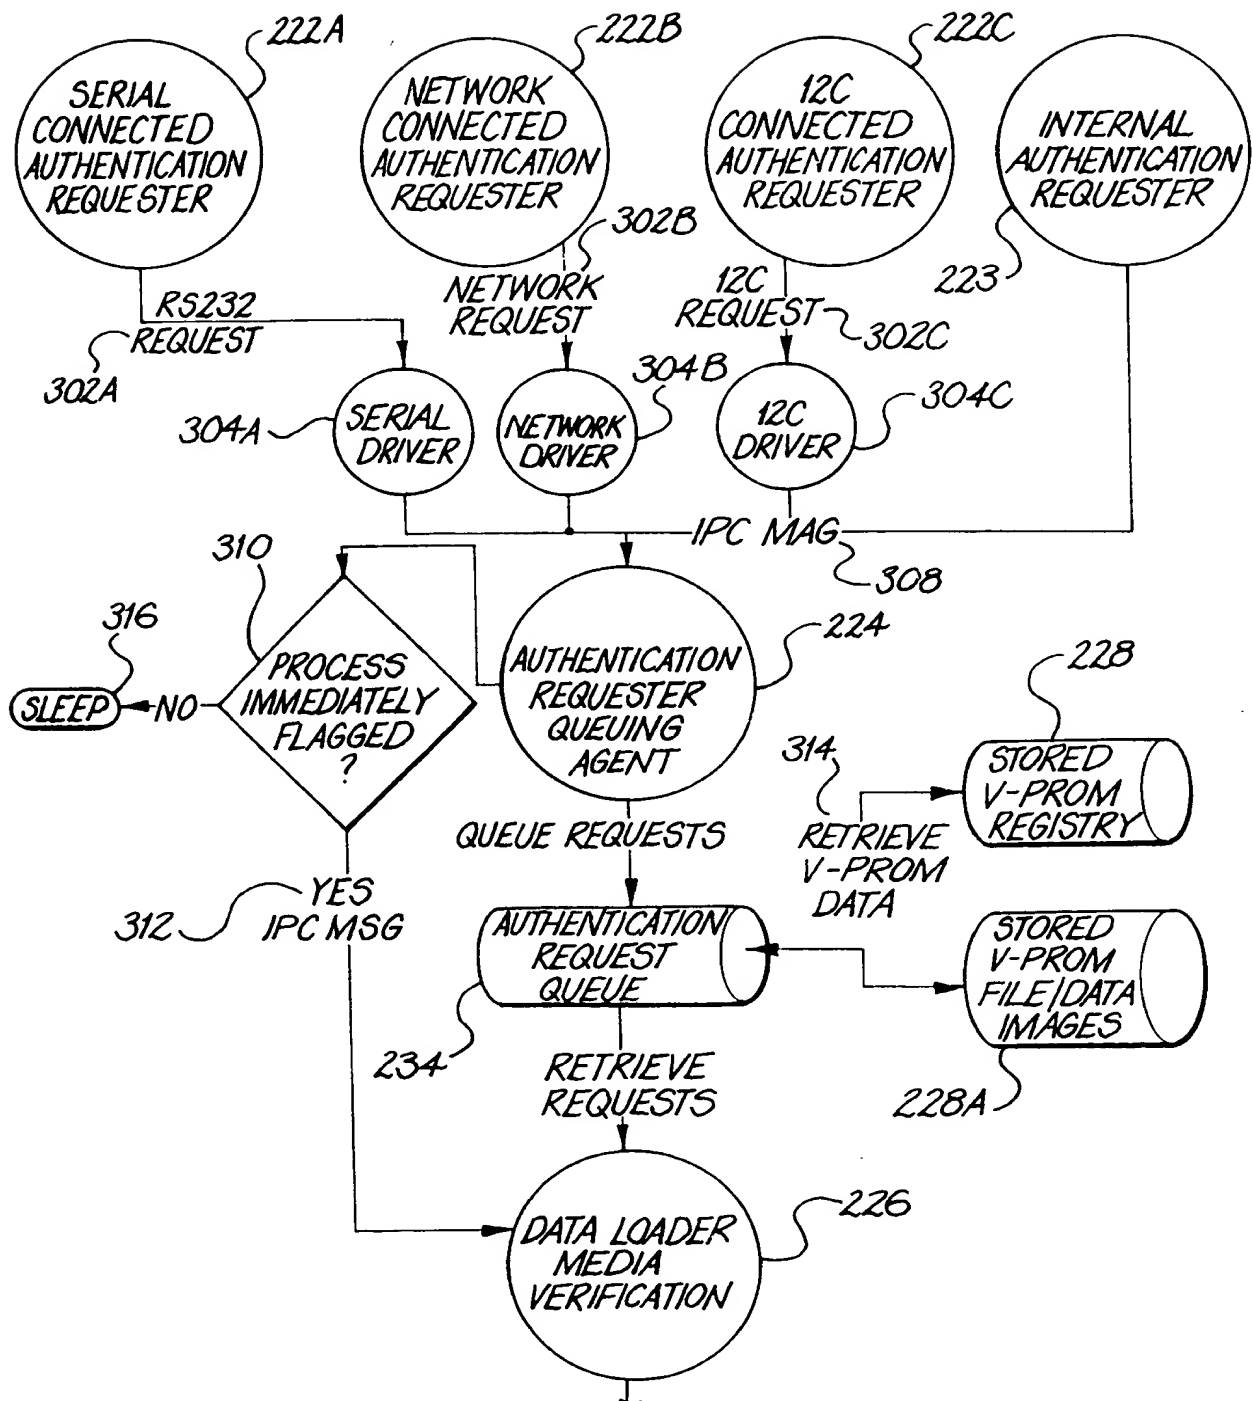 222A
222B
222C
SERIAL
CONNECTED
AUTHENTICATION
REQUESTER
NETWORK
CONNECTED
AUTHENTICATION
REQUESTER
12C
CONNECTED
AUTHENTICATION
REQUESTER
INTERNAL
AUTHENTICATION
REQUESTER
223
RS232
REQUEST
302A
302B
NETWORK
REQUEST
12C
REQUEST
302C
304A
SERIAL
DRIVER
304B
NETWORK
DRIVER
12C
DRIVER
304C
IPC MAG
308
310
316
SLEEP
NO
PROCESS
IMMEDIATELY
FLAGGED
?
AUTHENTICATION
REQUESTER
QUEUING
AGENT
224
228
314
STORED
V-PROM
REGISTRY
RETRIEVE
V-PROM
DATA
QUEUE REQUESTS
312
YES
IPC MSG
AUTHENTICATION
REQUEST
QUEUE
234
STORED
V-PROM
FILE/DATA
IMAGES
228A
RETRIEVE
REQUESTS
DATA LOADER
MEDIA
VERIFICATION
226